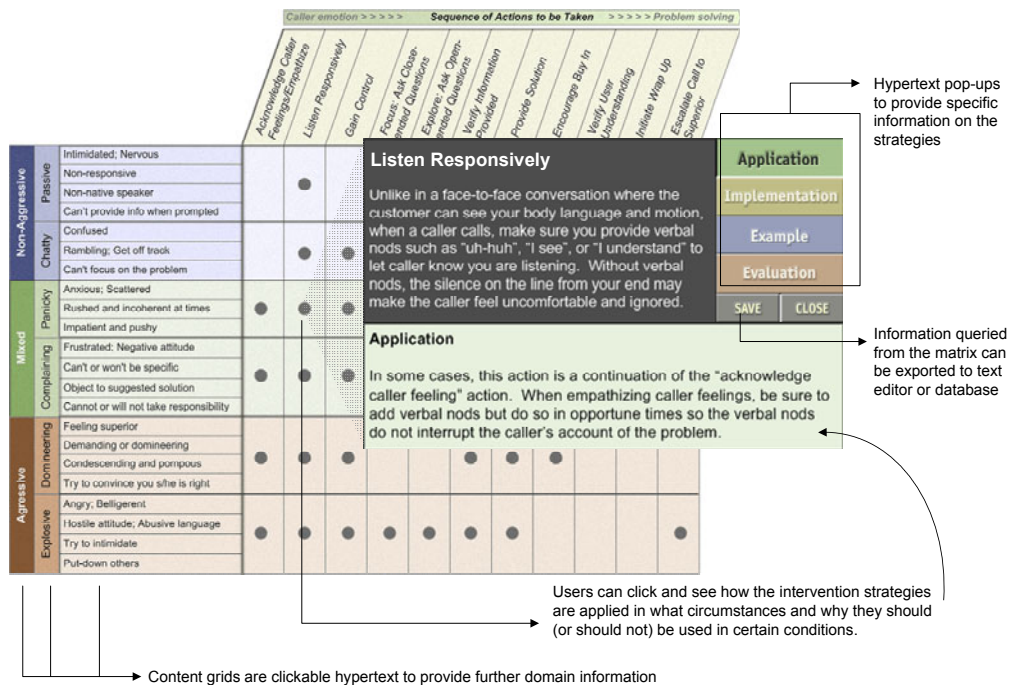 Caller emotion > > > > >
Sequence of Actions to be Taken
> > > > > Problem solving
Acknowledge Caller
Feelings/Empathize
Listen Responsively
Gain Control
Focus: Ask Close-
ended Questions
Explore: Ask Open-
ended Questions
Verify Information
Provided
Provide Solution
Encourage Buy In
Verify User
Understanding
Initiate Wrap Up
Escalate Call to
Superior
Non-Aggressive
Passive
Intimidated; Nervous
Non-responsive
Non-native speaker
Can't provide info when prompted
Chatty
Confused
Rambling; Get off track
Can't focus on the problem
Mixed
Panicky
Anxious; Scattered
Rushed and incoherent at times
Impatient and pushy
Complaining
Frustrated; Negative attitude
Can't or won't be specific
Object to suggested solution
Cannot or will not take responsibility
Agressive
Domineering
Feeling superior
Demanding or domineering
Condescending and pompous
Try to convince you s/he is right
Explosive
Angry; Belligerent
Hostile attitude; Abusive language
Try to intimidate
Put-down others
Listen Responsively
Unlike in a face-to-face conversation where the
customer can see your body language and motion,
when a caller calls, make sure you provide verbal
nods such as "uh-huh", "I see", or "I understand" to
let caller know you are listening. Without verbal
nods, the silence on the line from your end may
make the caller feel uncomfortable and ignored.
Application
Implementation
Example
Evaluation
SAVE
CLOSE
Application
In some cases, this action is a continuation of the "acknowledge
caller feeling" action. When empathizing caller feelings, be sure to
add verbal nods but do so in opportune times so the verbal nods
do not interrupt the caller's account of the problem.
Hypertext pop-ups
to provide specific
information on the
strategies
Information queried
from the matrix can
be exported to text
editor or database
Users can click and see how the intervention strategies
are applied in what circumstances and why they should
(or should not) be used in certain conditions.
Content grids are clickable hypertext to provide further domain information